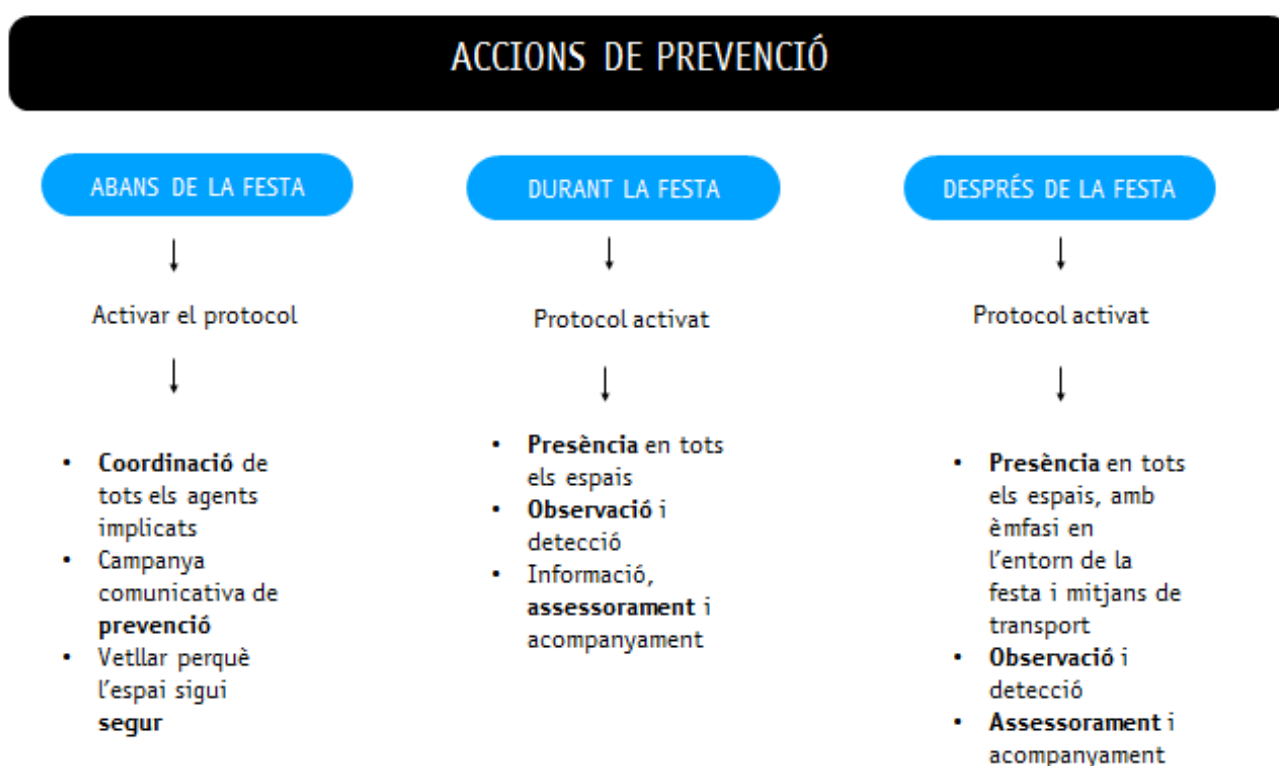 ACCIONS DE PREVENCIÓ
ABANS DE LA FESTA
Activar el protocol
• Coordinació de
tots els agents
implicats
• Campanya
comunicativa de
prevenció
• Vetllar perquè
l'espai sigui
segur
DURANT LA FESTA
Protocol activat
• Presència en tots
els espais
• Observació i
detecció
• Informació,
assessorament i
acompanyament
DESPRÉS DE LA FESTA
Protocol activat
• Presència en tots
els espais, amb
èmfasi en
l'entorn de la
festa i mitjans de
transport
• Observació i
detecció
• Assessorament i
acompanyament